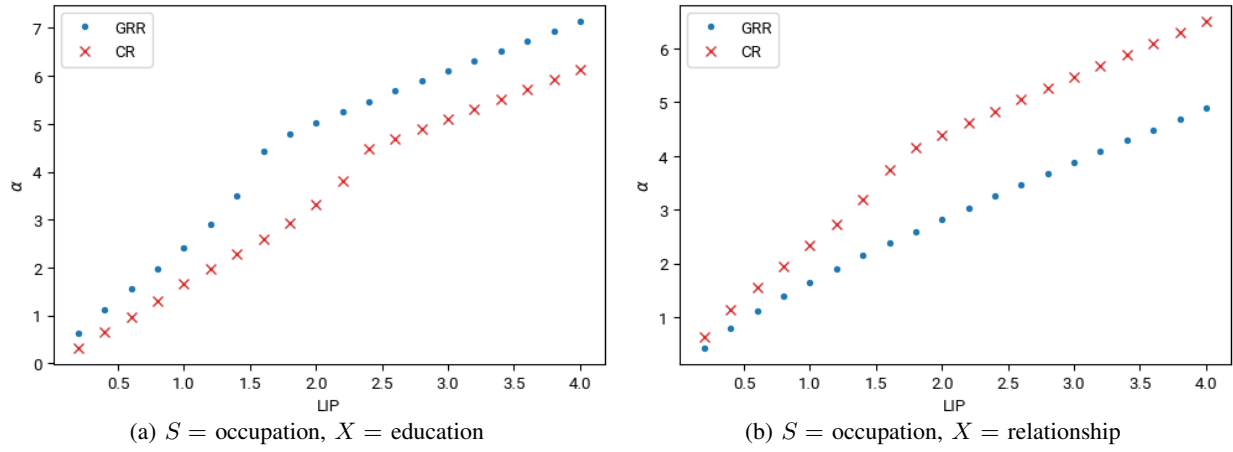 7
6
5
4
3
2
1
0
α
GRR
CR
0.5 1.0 1.5 2.0 2.5 3.0 3.5 4.0
LIP
(a) S = occupation, X = education
6
5
4
3
2
1
α
GRR
CR
0.5 1.0 1.5 2.0 2.5 3.0 3.5 4.0
LIP
(b) S = occupation, X = relationship